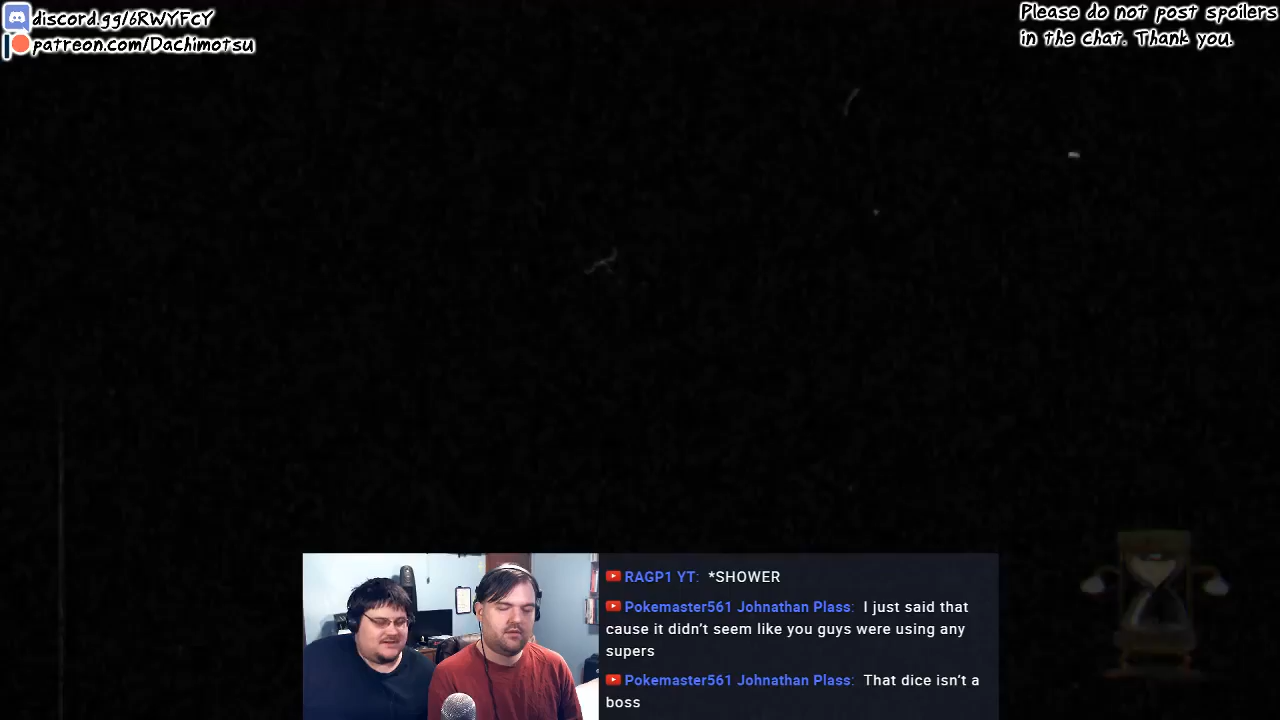 discord.gg/6RWYFcY
patreon.com/Dachimotsu
Please do not post spoilers
in the chat. Thank you.
RAGP1 YT: *SHOWER
Pokemaster561 Johnathan Plass: I just said that
cause it didn't seem like you guys were using any
supers
Pokemaster561 Johnathan Plass: That dice isn't a
boss